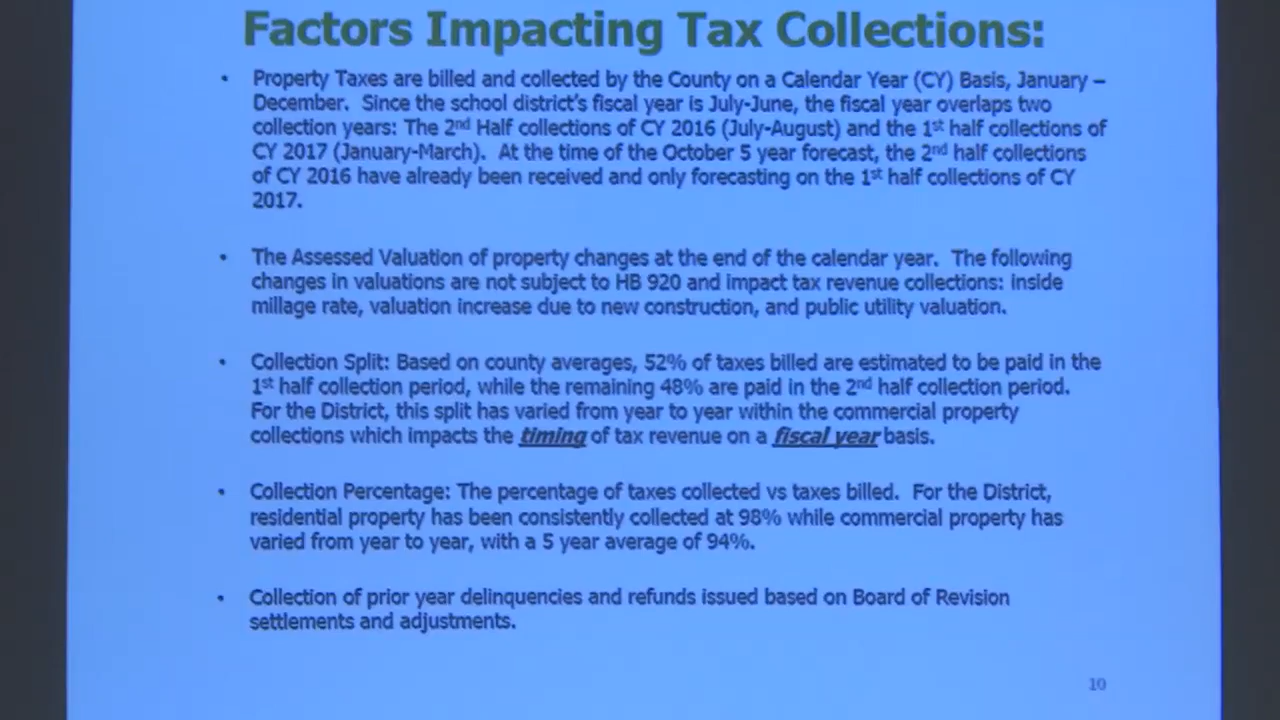 Factors Impacting Tax Collections:
• Property Taxes are billed and collected by the County on a Calendar Year (CY) Basis, January –
December. Since the school district's fiscal year is July-June, the fiscal year overlaps two
collection years: The 2nd Half collections of CY 2016 (July-August) and the 1st half collections of
CY 2017 (January-March). At the time of the October 5 year forecast, the 2nd half collections
of CY 2016 have already been received and only forecasting on the 1st half collections of CY
2017.
• The Assessed Valuation of property changes at the end of the calendar year. The following
changes in valuations are not subject to HB 920 and impact tax revenue collections: inside
millage rate, valuation increase due to new construction, and public utility valuation.
• Collection Split: Based on county averages, 52% of taxes billed are estimated to be paid in the
1st half collection period, while the remaining 48% are paid in the 2nd half collection period.
For the District, this split has varied from year to year within the commercial property
collections which impacts the timing of tax revenue on a fiscal year basis.
• Collection Percentage: The percentage of taxes collected vs taxes billed. For the District,
residential property has been consistently collected at 98% while commercial property has
varied from year to year, with a 5 year average of 94%.
• Collection of prior year delinquencies and refunds issued based on Board of Revision
settlements and adjustments.
10